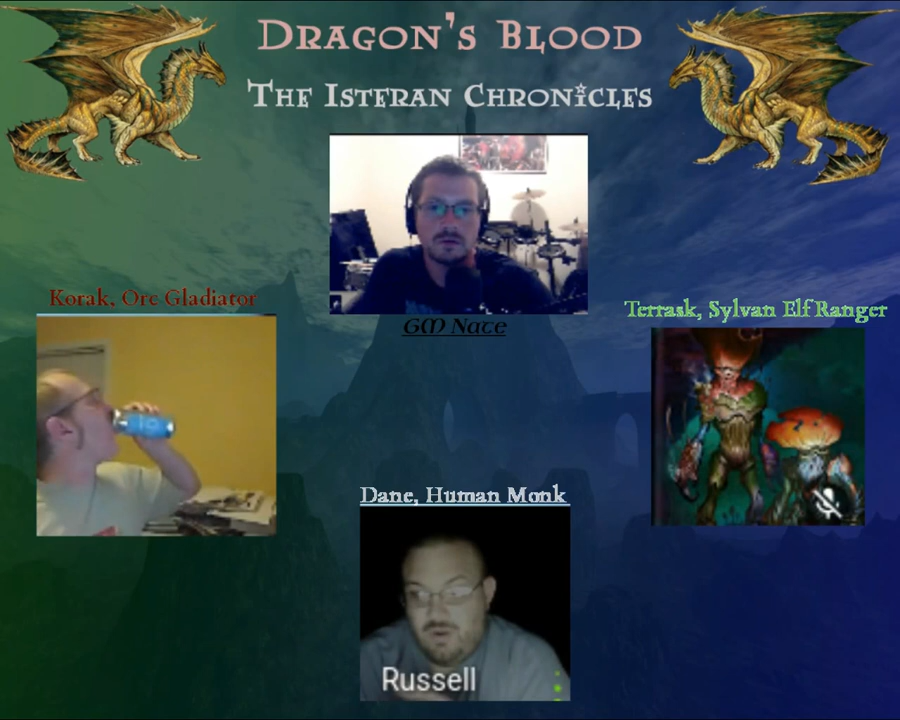 Dragon's Blood
The Isteran Chronicles
GM Nate
Korak, Orc Gladiator
Terrask, Sylvan Elf Ranger
Dane, Human Monk
Russell